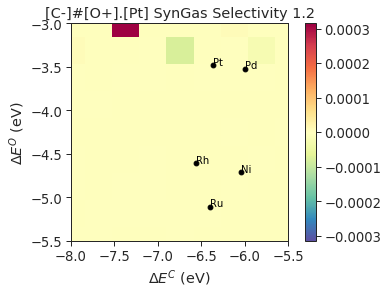 [C-]#[O+].[Pt] SynGas Selectivity 1.2
−3.0
−3.5
−4.0
−4.5
−5.0
−5.5
ΔE^O (eV)
Pt
Pd
Rh
Ni
Ru
−8.0 −7.5 −7.0 −6.5 −6.0 −5.5
ΔE^C (eV)
0.0003
0.0002
0.0001
0.0000
−0.0001
−0.0002
−0.0003